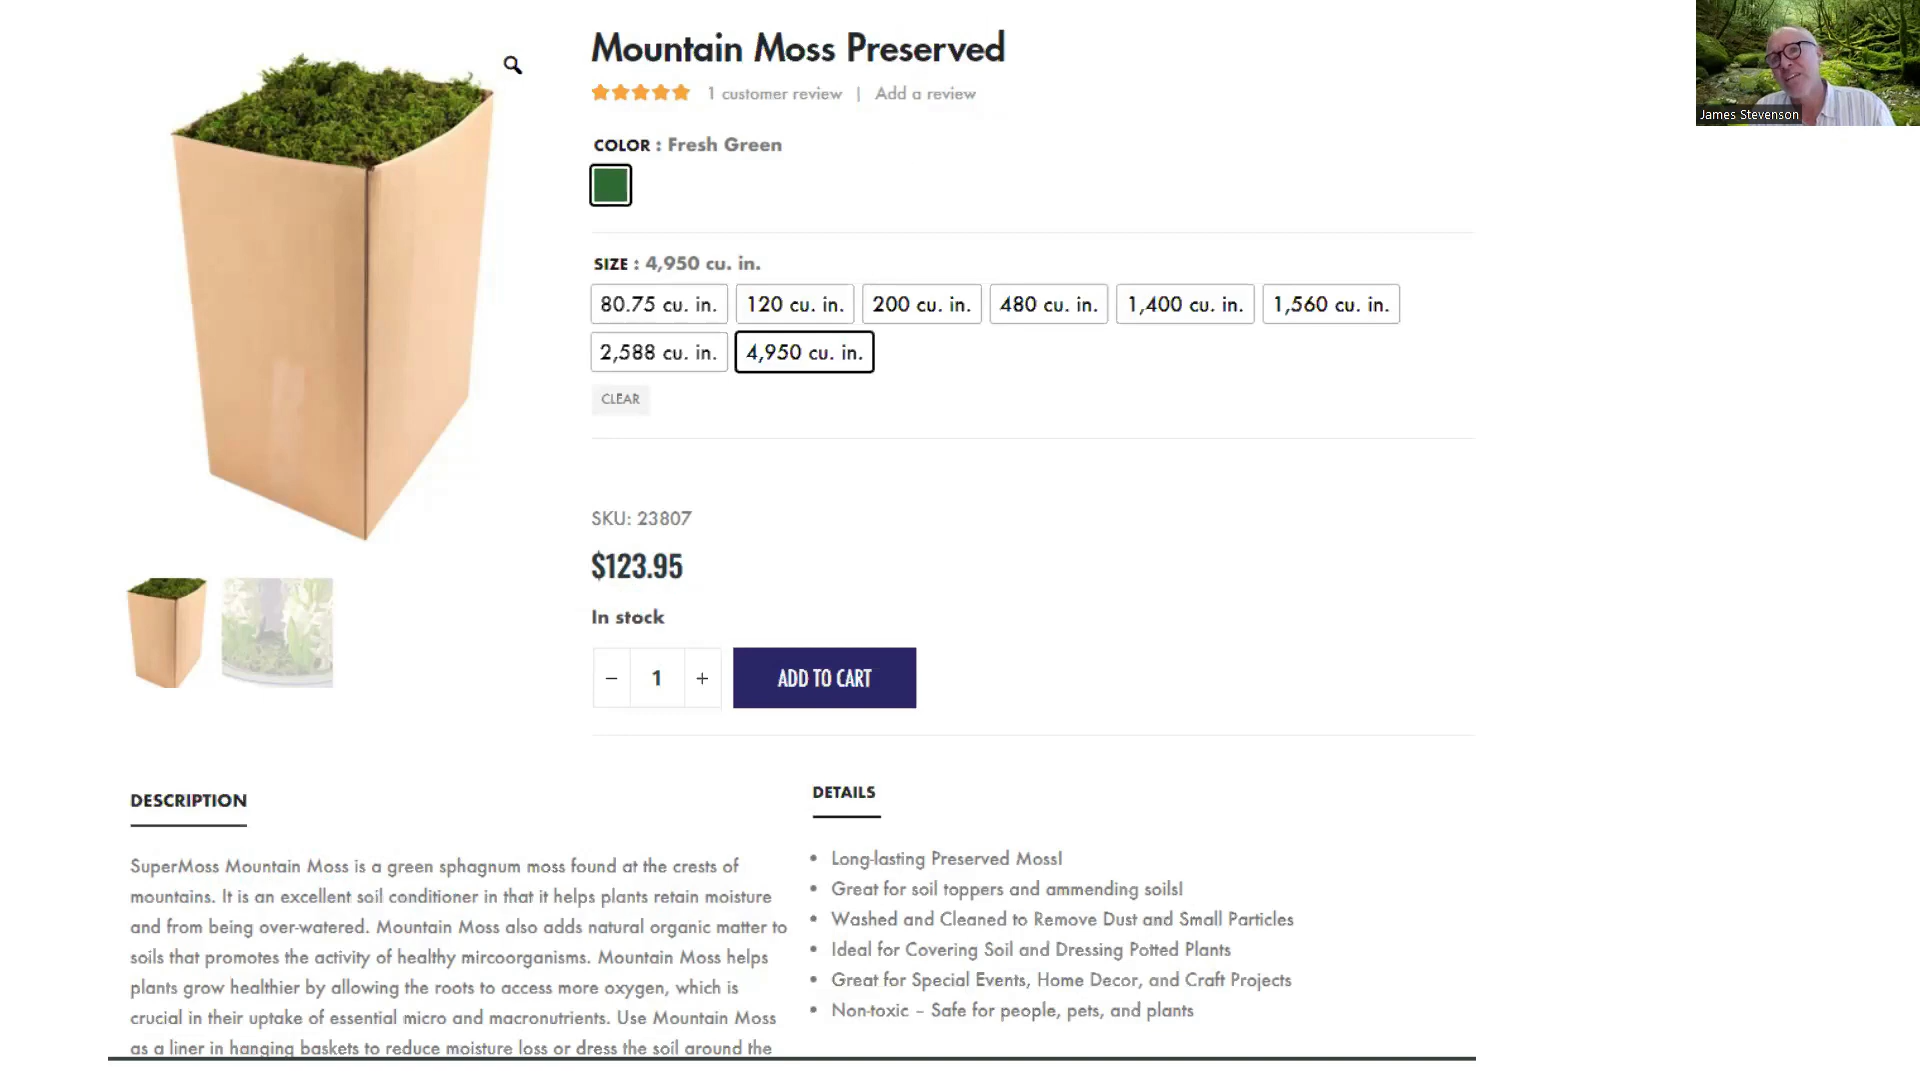 Mountain Moss Preserved
1 customer review | Add a review
COLOR : Fresh Green
SIZE : 4,950 cu. in.
80.75 cu. in. 120 cu. in. 200 cu. in. 480 cu. in. 1,400 cu. in. 1,560 cu. in.
2,588 cu. in. 4,950 cu. in.
CLEAR
SKU: 23807
$123.95
In stock
− 1 + ADD TO CART
DESCRIPTION
SuperMoss Mountain Moss is a green sphagnum moss found at the crests of
mountains. It is an excellent soil conditioner in that it helps plants retain moisture
and from being over-watered. Mountain Moss also adds natural organic matter to
soils that promotes the activity of healthy mircoorganisms. Mountain Moss helps
plants grow healthier by allowing the roots to access more oxygen, which is
crucial in their uptake of essential micro and macronutrients. Use Mountain Moss
as a liner in hanging baskets to reduce moisture loss or dress the soil around the
DETAILS
• Long-lasting Preserved Moss!
• Great for soil toppers and ammending soils!
• Washed and Cleaned to Remove Dust and Small Particles
• Ideal for Covering Soil and Dressing Potted Plants
• Great for Special Events, Home Decor, and Craft Projects
• Non-toxic – Safe for people, pets, and plants
James Stevenson